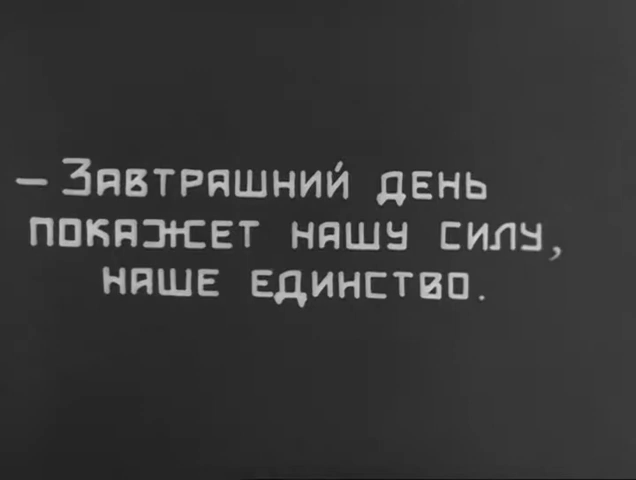 – Завтрашний день
покажет нашу силу,
наше единство.